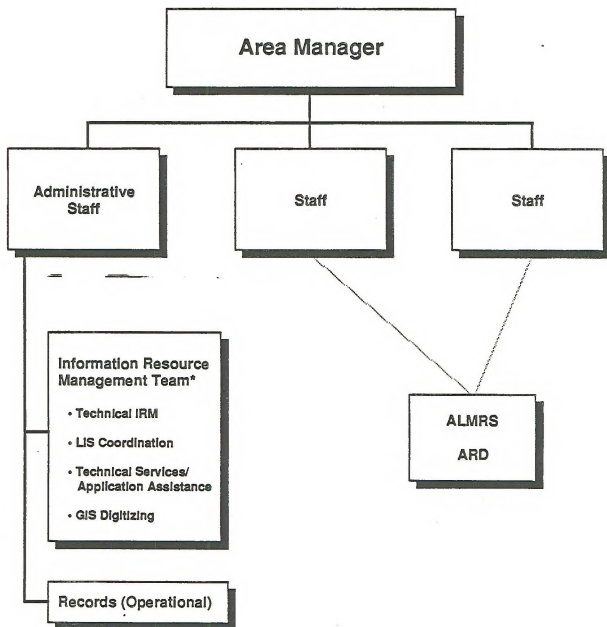 Area Manager
Administrative
Staff
Staff
Staff
Information Resource
Management Team*
• Technical IRM
• LIS Coordination
• Technical Services/
Application Assistance
• GIS Digitizing
ALMRS
ARD
Records (Operational)